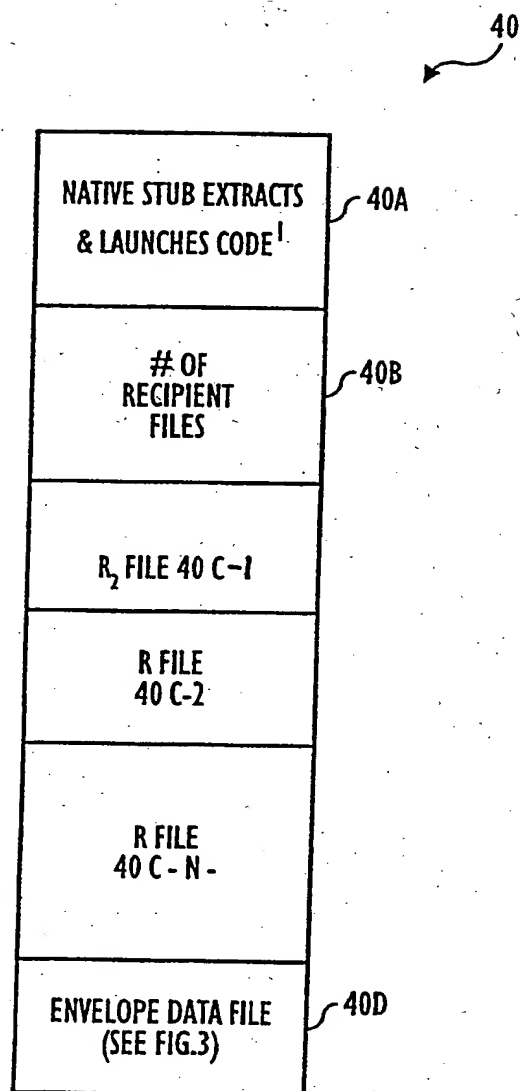 40
NATIVE STUB EXTRACTS
& LAUNCHES CODE¹
40A
# OF
RECIPIENT
FILES
40B
R₂ FILE 40 C-1
R FILE
40 C-2
R FILE
40 C - N -
ENVELOPE DATA FILE
(SEE FIG.3)
40D